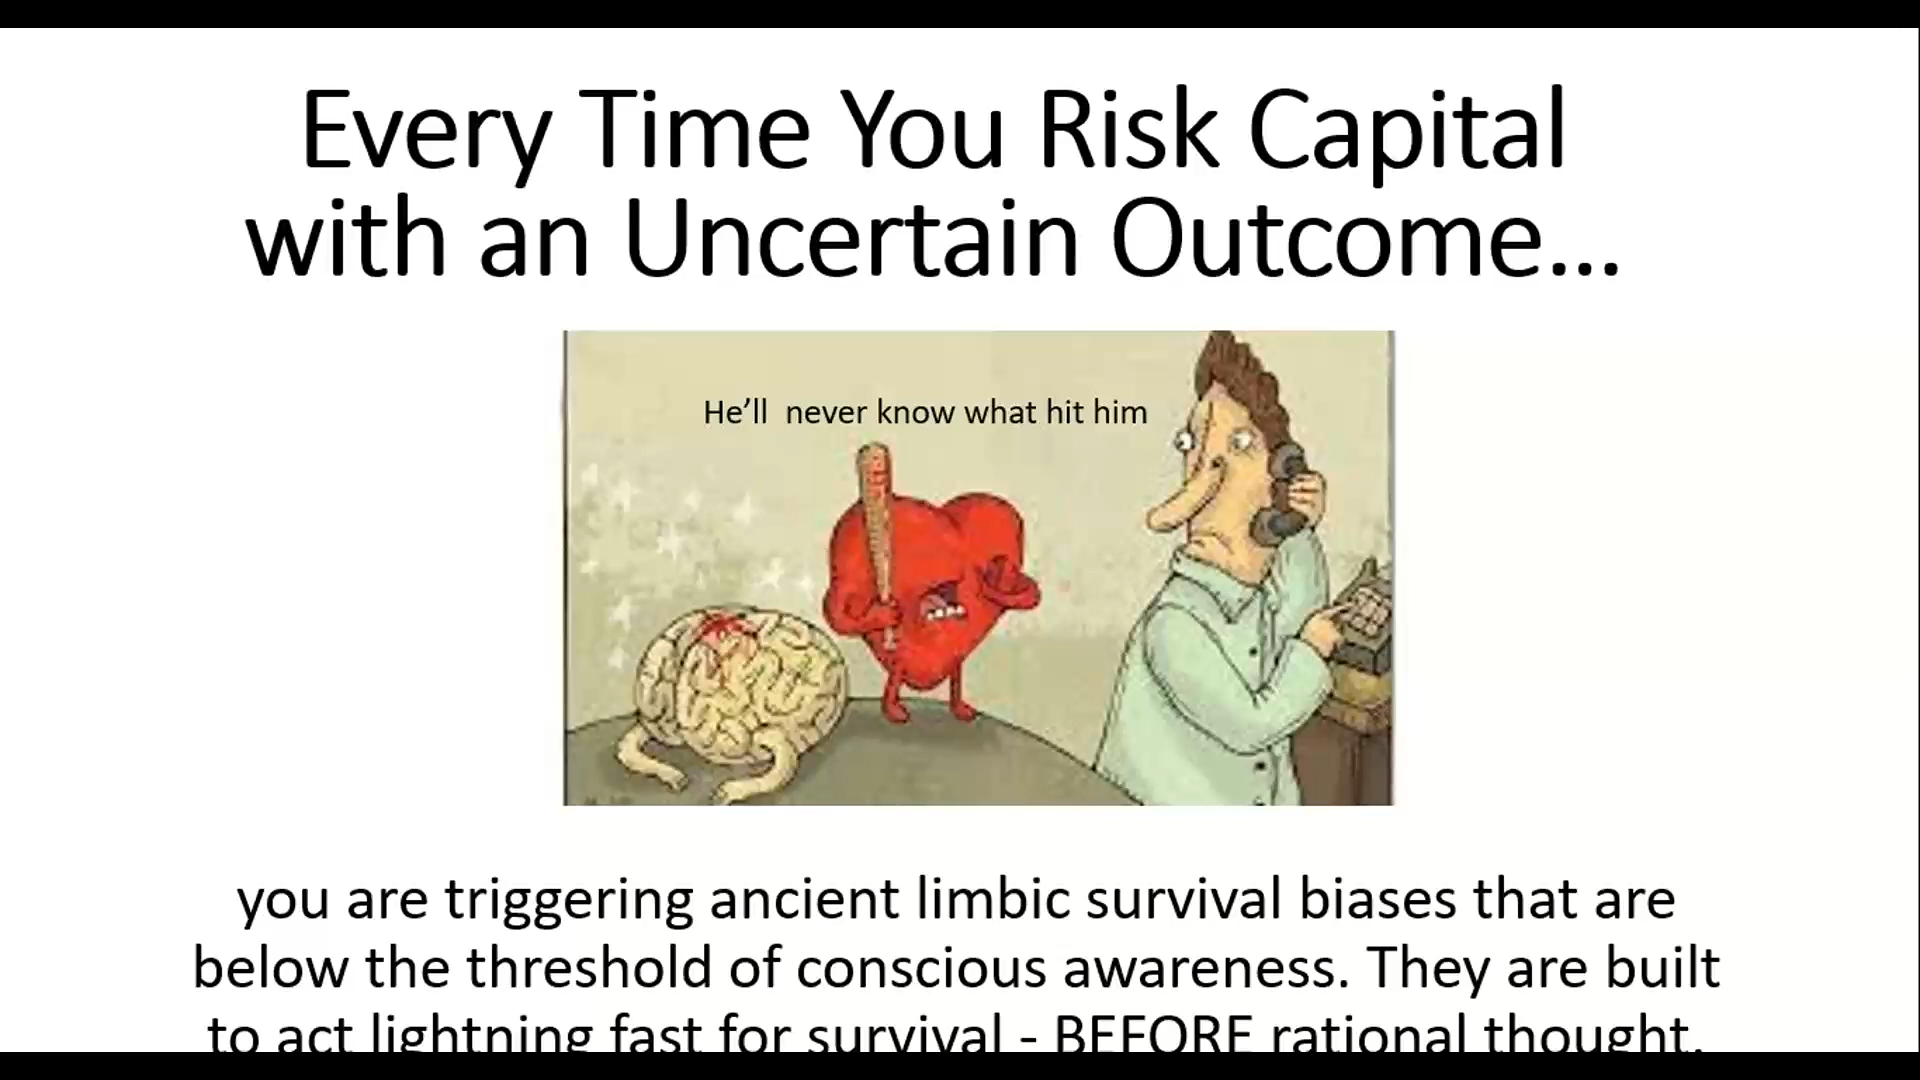 Every Time You Risk Capital
with an Uncertain Outcome...
He’ll  never know what hit him
you are triggering ancient limbic survival biases that are
below the threshold of conscious awareness. They are built
to act lightning fast for survival - BEFORE rational thought.